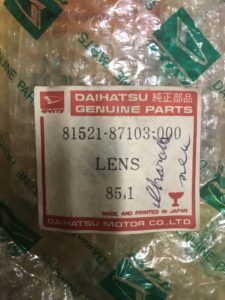 DAIHATSU 純正部品
GENUINE PARTS
81521-87103-000
LENS
85,1
MADE AND PRINTED IN JAPAN
DAIHATSU MOTOR CO.,LTD.